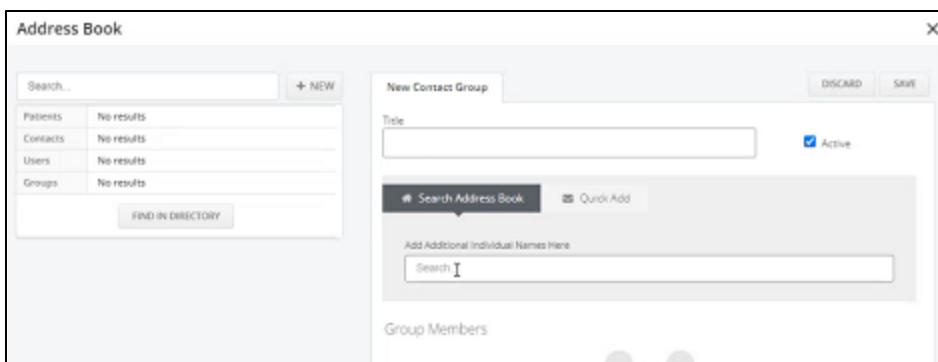 Address Book
Search...
+ NEW
Patients No results
Contacts No results
Users No results
Groups No results
FIND IN DIRECTORY
New Contact Group
DISCARD
SAVE
Title
Active
Search Address Book
Quick Add
Add Additional Individual Names Here
Search...
Group Members